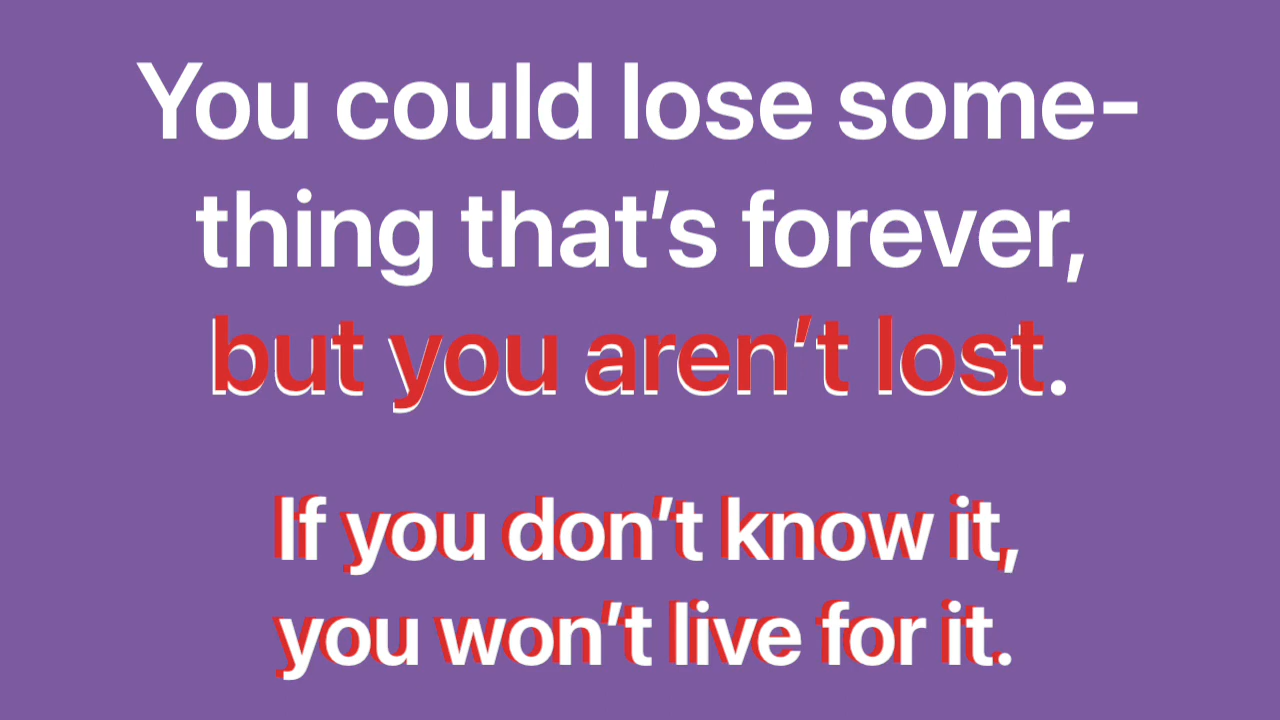 You could lose some-
thing that’s forever,
but you aren’t lost.
If you don’t know it,
you won’t live for it.